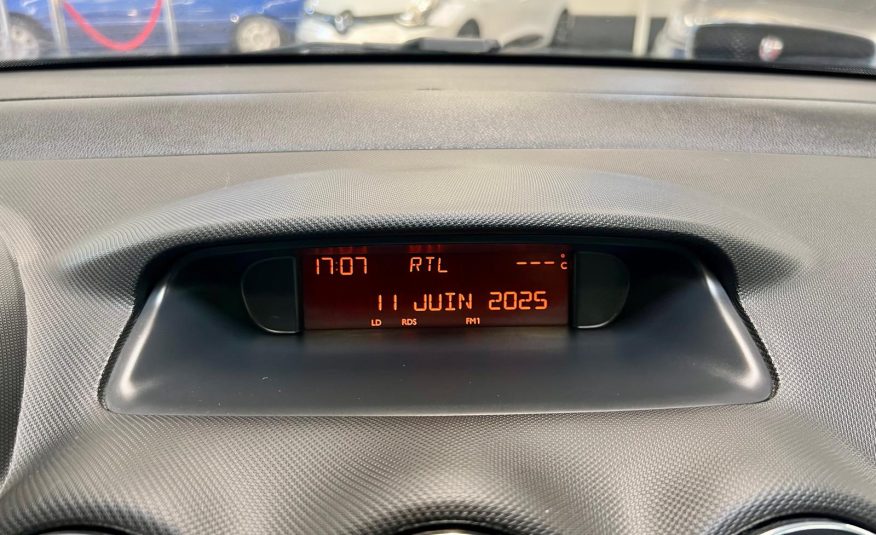 17:07 RTL ---°C
11 JUIN 2025
LD RDS FM1